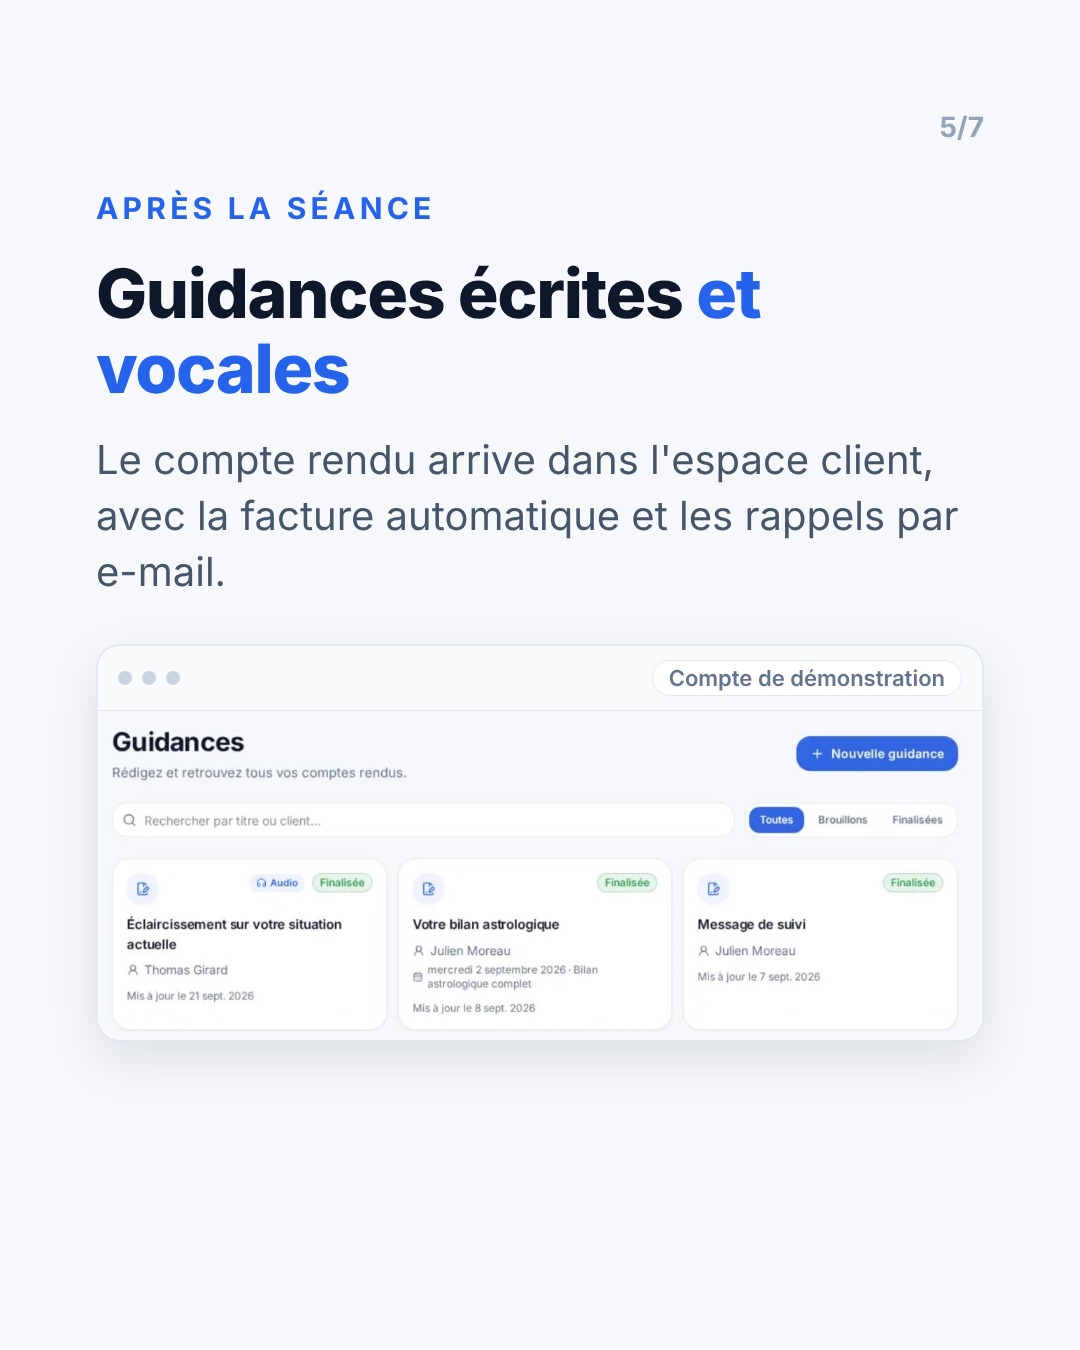 5/7
APRÈS LA SÉANCE
Guidances écrites et
vocales
Le compte rendu arrive dans l'espace client,
avec la facture automatique et les rappels par
e-mail.
Compte de démonstration
Guidances
Rédigez et retrouvez tous vos comptes rendus.
+ Nouvelle guidance
Rechercher par titre ou client...
Toutes Brouillons Finalisées
Audio Finalisée
Éclaircissement sur votre situation
actuelle
Thomas Girard
Mis à jour le 21 sept. 2026
Finalisée
Votre bilan astrologique
Julien Moreau
mercredi 2 septembre 2026 · Bilan
astrologique complet
Mis à jour le 8 sept. 2026
Finalisée
Message de suivi
Julien Moreau
Mis à jour le 7 sept. 2026